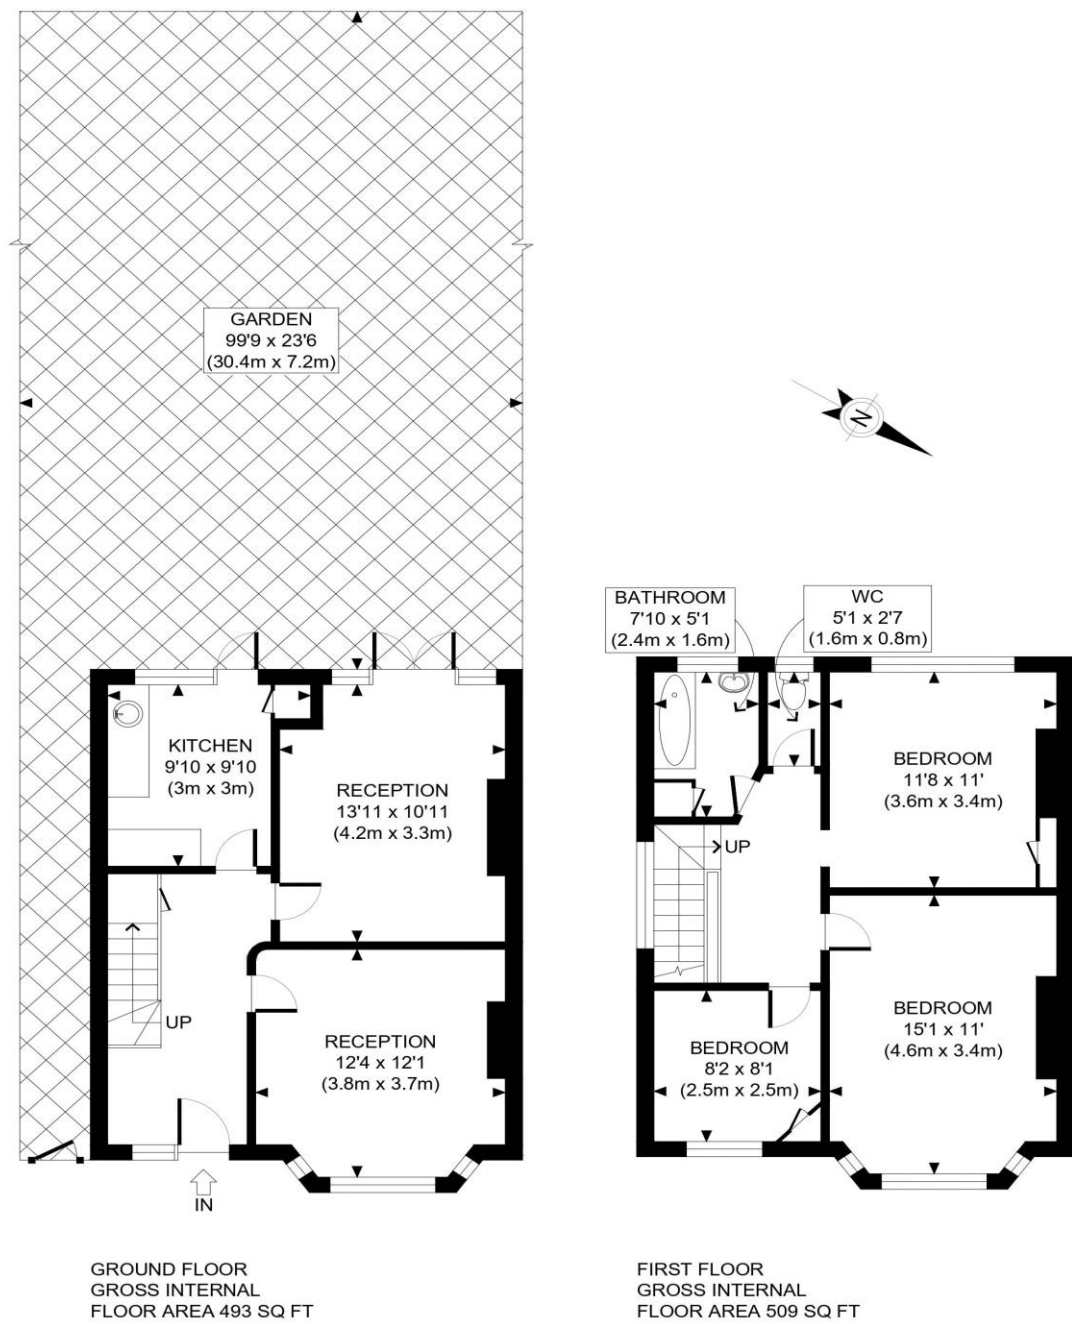 GARDEN
99'9 x 23'6
(30.4m x 7.2m)
N
BATHROOM
7'10 x 5'1
(2.4m x 1.6m)
WC
5'1 x 2'7
(1.6m x 0.8m)
KITCHEN
9'10 x 9'10
(3m x 3m)
RECEPTION
13'11 x 10'11
(4.2m x 3.3m)
UP
RECEPTION
12'4 x 12'1
(3.8m x 3.7m)
IN
BEDROOM
11'8 x 11'
(3.6m x 3.4m)
UP
BEDROOM
15'1 x 11'
(4.6m x 3.4m)
BEDROOM
8'2 x 8'1
(2.5m x 2.5m)
GROUND FLOOR
GROSS INTERNAL
FLOOR AREA 493 SQ FT
FIRST FLOOR
GROSS INTERNAL
FLOOR AREA 509 SQ FT